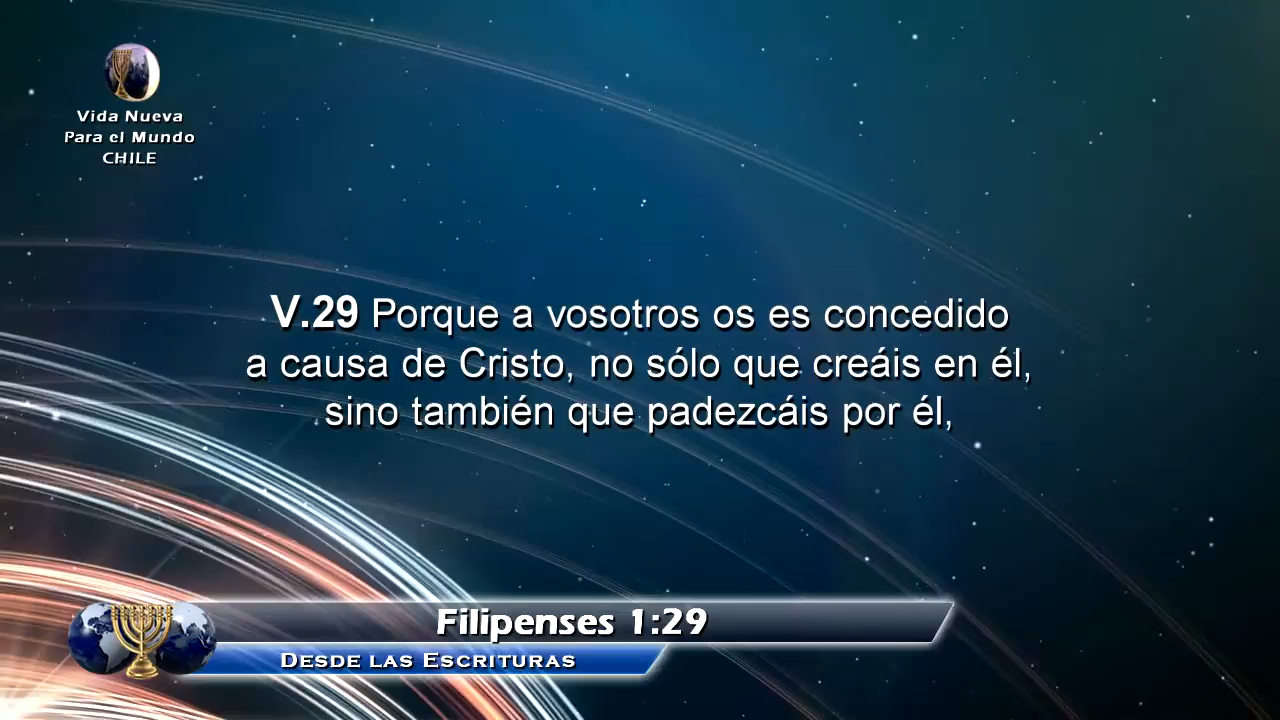 Vida Nueva
Para el Mundo
CHILE
V.29 Porque a vosotros os es concedido
a causa de Cristo, no sólo que creáis en él,
sino también que padezcáis por él,
Filipenses 1:29
Desde las Escrituras